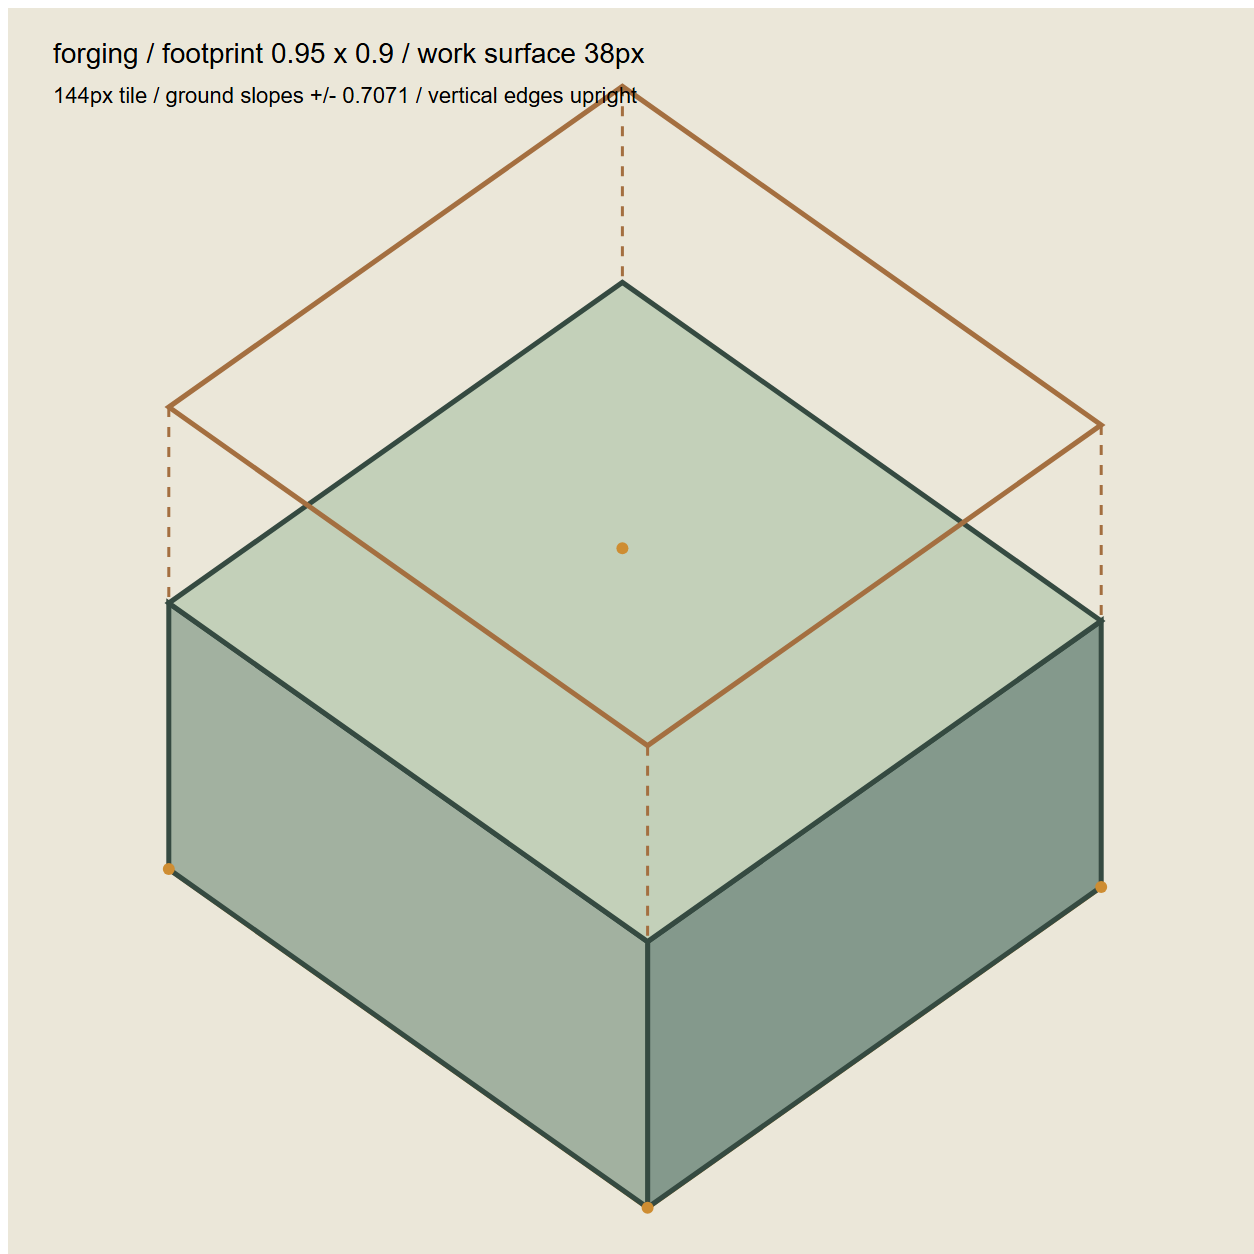 forging / footprint 0.95 x 0.9 / work surface 38px
144px tile / ground slopes +/- 0.7071 / vertical edges upright